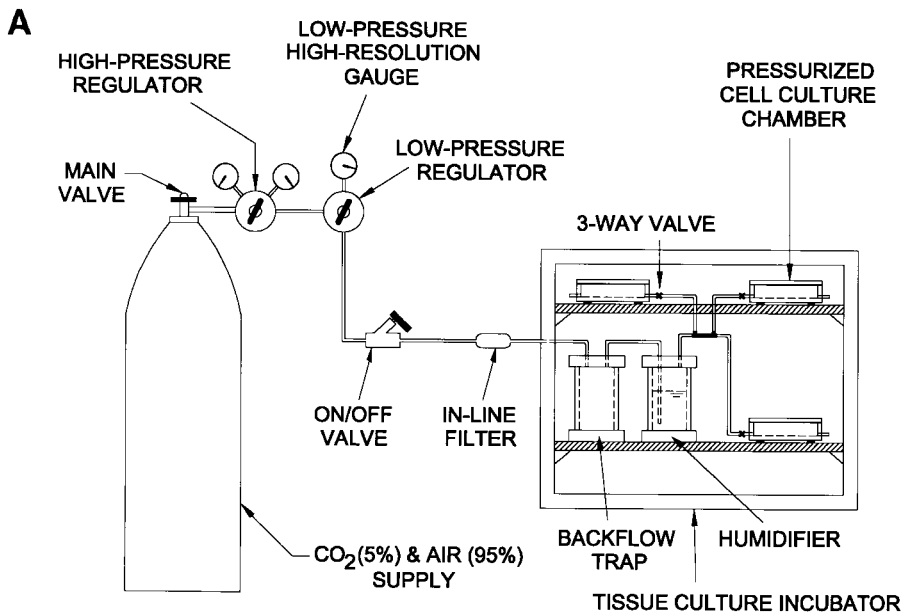 A
LOW-PRESSURE
HIGH-RESOLUTION
GAUGE
HIGH-PRESSURE
REGULATOR
PRESSURIZED
CELL CULTURE
CHAMBER
MAIN
VALVE
LOW-PRESSURE
REGULATOR
3-WAY VALVE
ON/OFF
VALVE
IN-LINE
FILTER
BACKFLOW
TRAP
HUMIDIFIER
CO2(5%) & AIR (95%)
SUPPLY
TISSUE CULTURE INCUBATOR